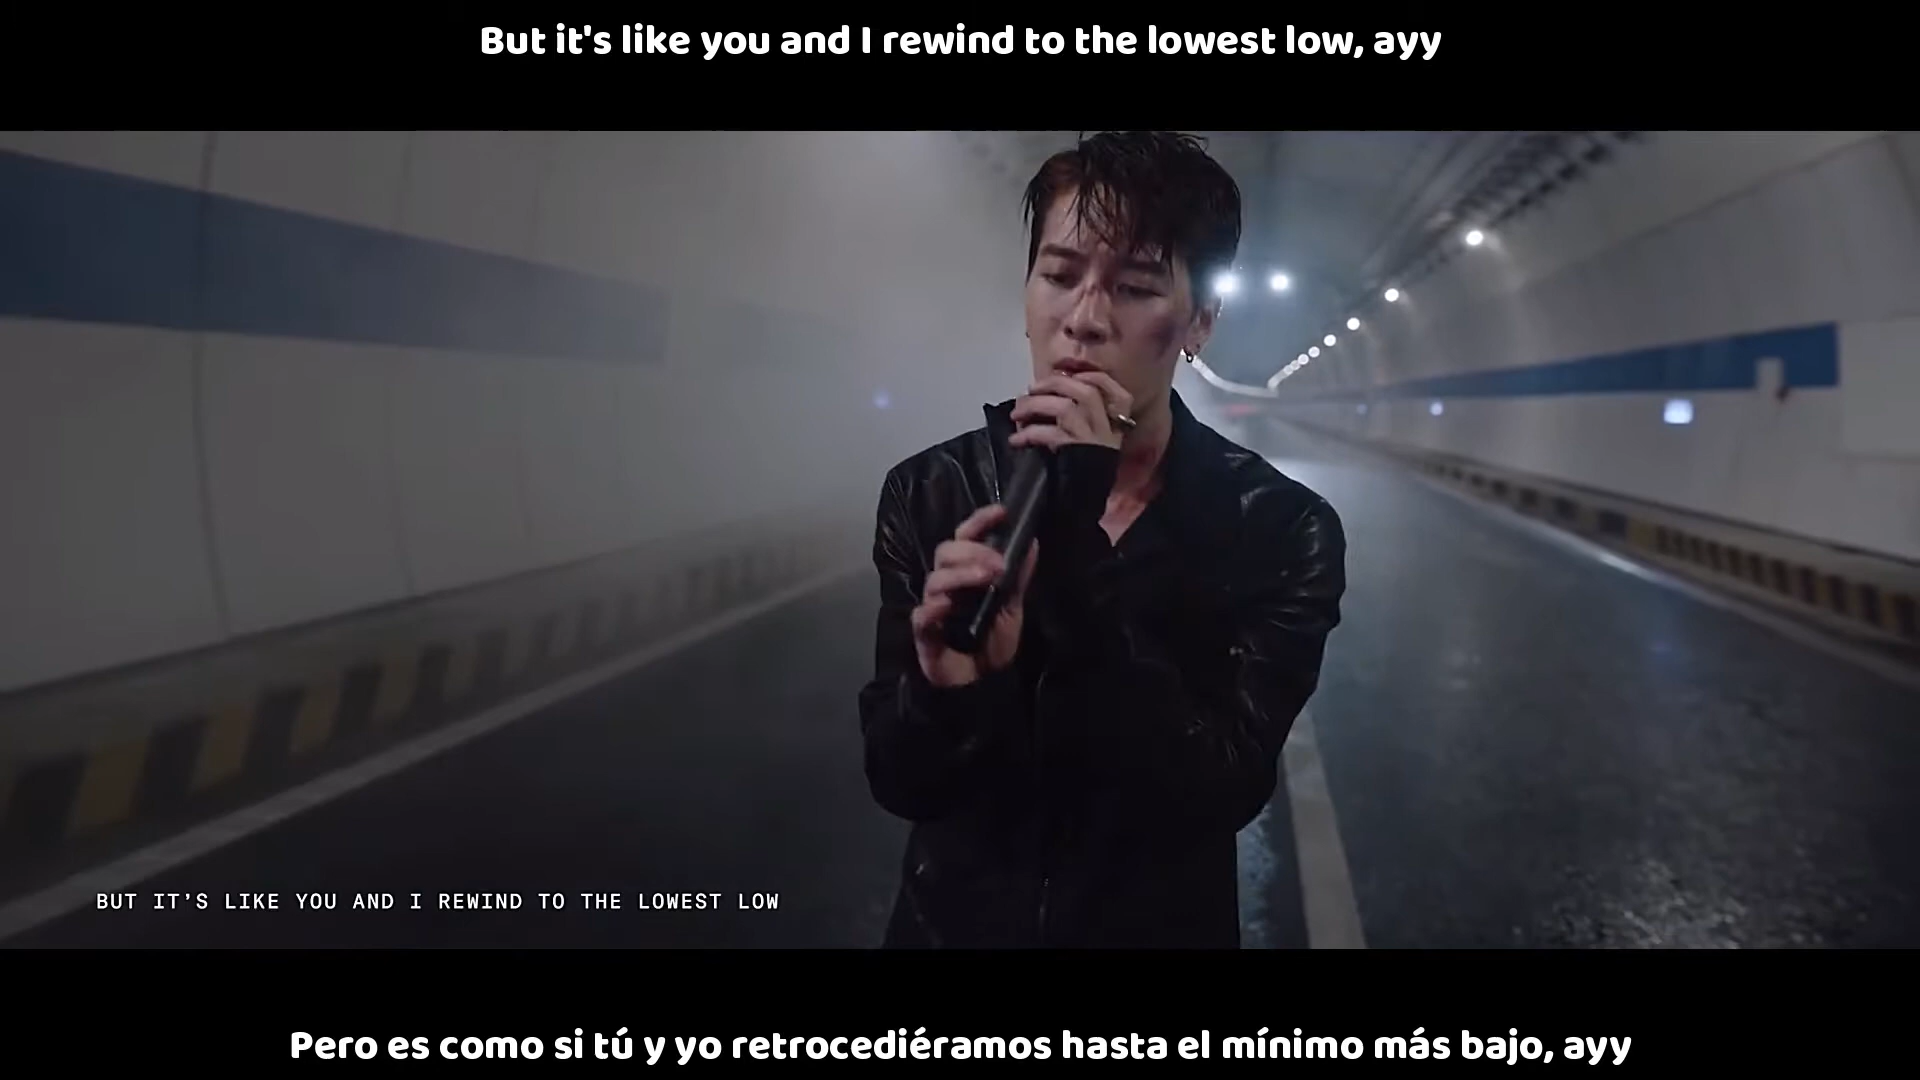 But it's like you and I rewind to the lowest low, ayy
BUT IT’S LIKE YOU AND I REWIND TO THE LOWEST LOW
Pero es como si tú y yo retrocediéramos hasta el mínimo más bajo, ayy